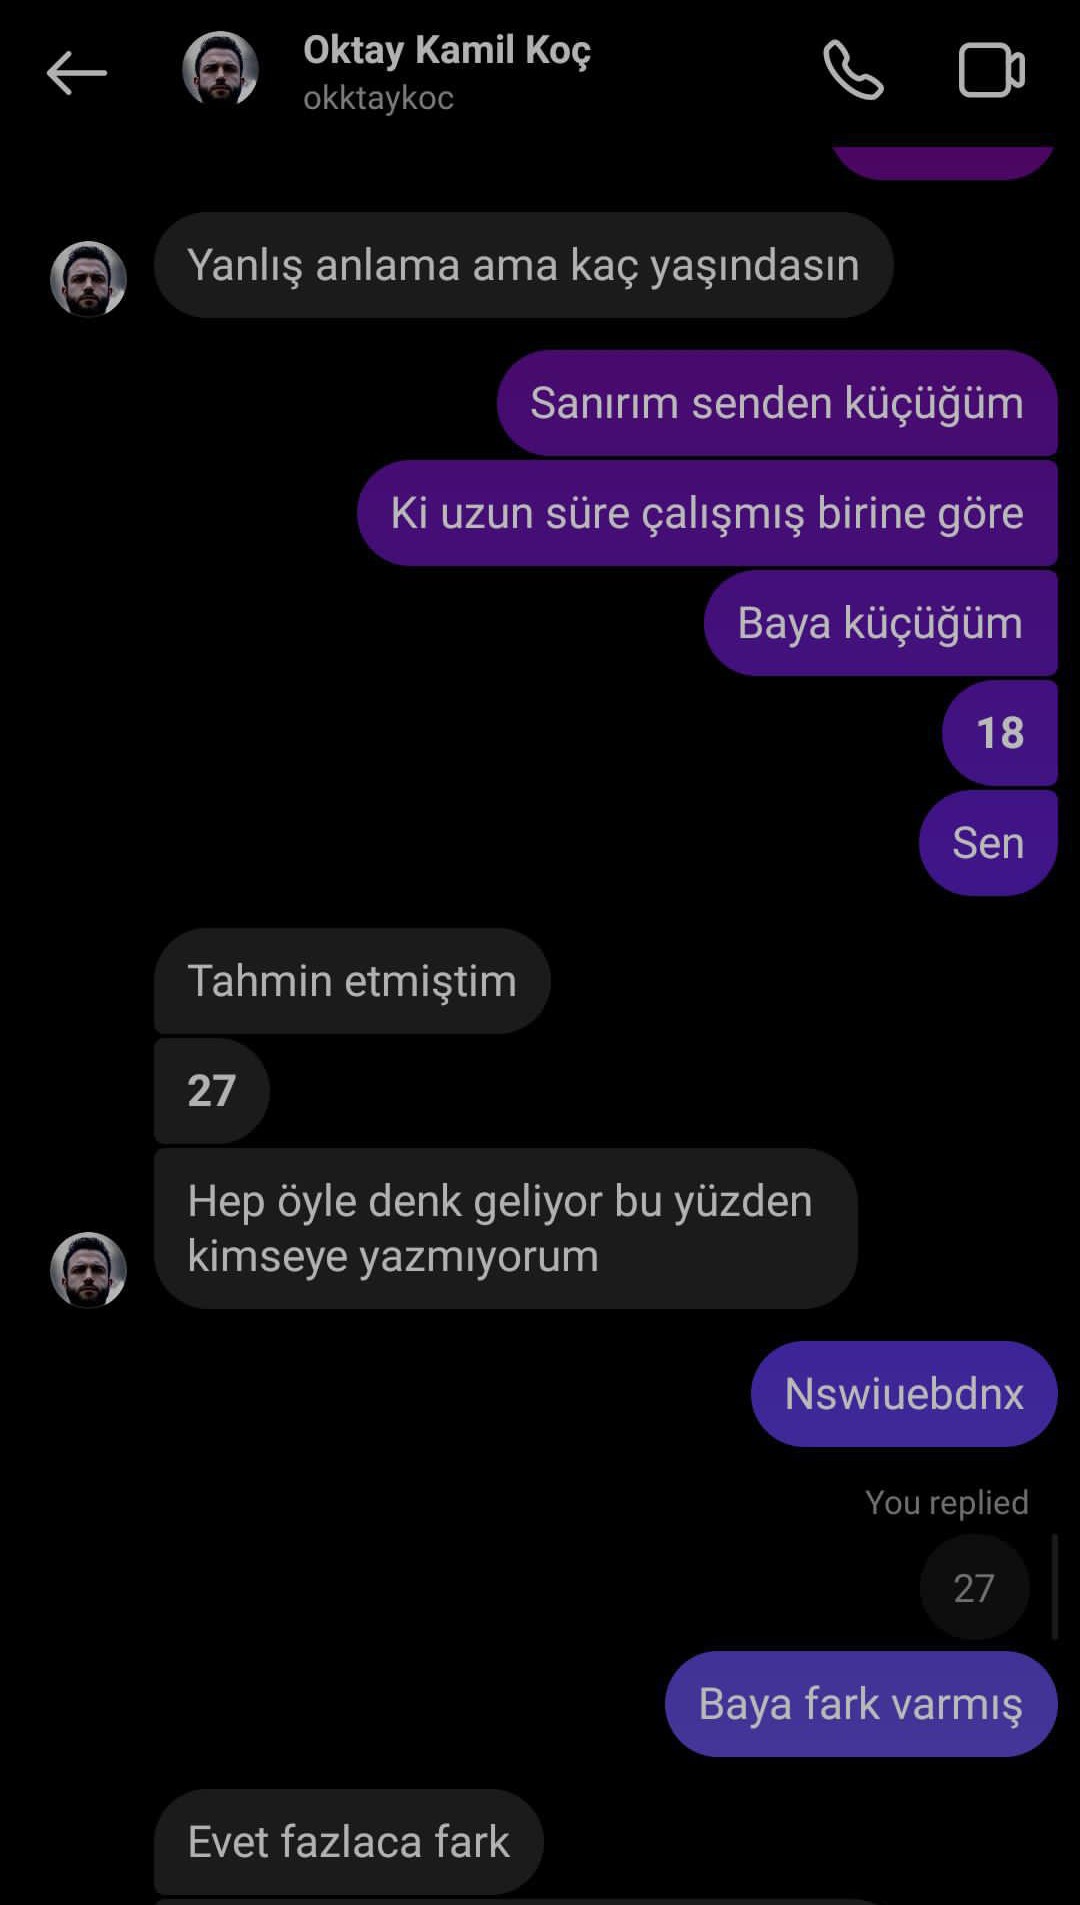 Oktay Kamil Koç
okktaykoc
Yanlış anlama ama kaç yaşındasın
Sanırım senden küçüğüm
Ki uzun süre çalışmış birine göre
Baya küçüğüm
18
Sen
Tahmin etmiştim
27
Hep öyle denk geliyor bu yüzden
kimseye yazmıyorum
Nswiuebdnx
You replied
27
Baya fark varmış
Evet fazlaca fark